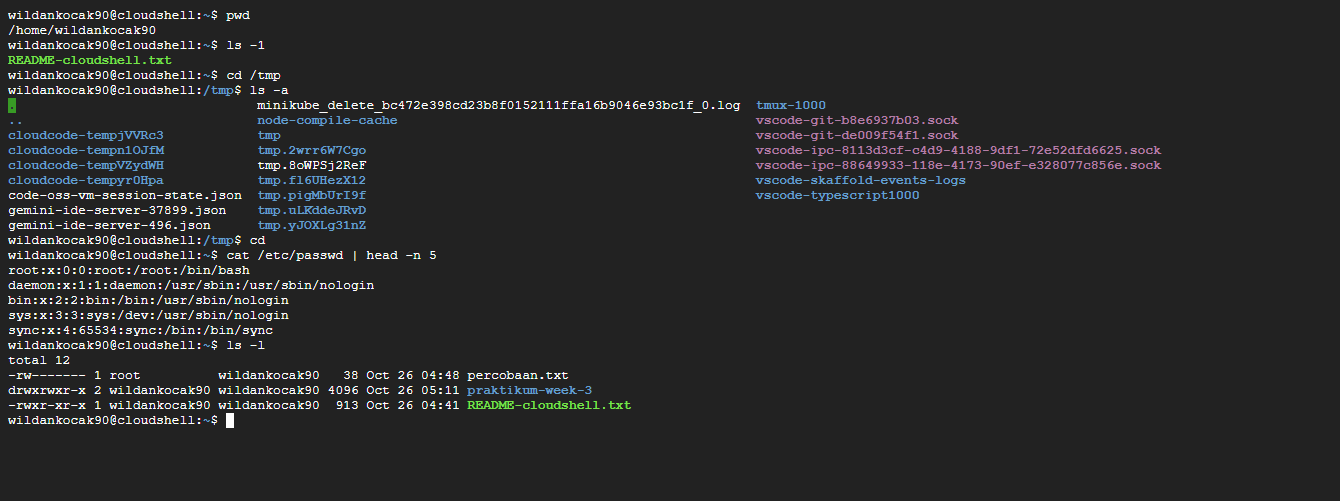 wildankocak90@cloudshell:~$ pwd
/home/wildankocak90
wildankocak90@cloudshell:~$ ls -1
README-cloudshell.txt
wildankocak90@cloudshell:~$ cd /tmp
wildankocak90@cloudshell:/tmp$ ls -a
. minikube_delete_bc472e398cd23b8f0152111ffa16b9046e93bc1f_0.log tmux-1000
.. node-compile-cache vscode-git-b8e6937b03.sock
cloudcode-tempjVVRc3 tmp vscode-git-de009f54f1.sock
cloudcode-tempn1OJfM tmp.2wrr6W7Cgo vscode-ipc-8113d3cf-c4d9-4188-9df1-72e52dfd6625.sock
cloudcode-tempVZydWH tmp.8oWPSj2ReF vscode-ipc-88649933-118e-4173-90ef-e328077c856e.sock
cloudcode-tempyr0Hpa tmp.fl6UHezX12 vscode-skaffold-events-logs
code-oss-vm-session-state.json tmp.pigMbUrI9f vscode-typescript1000
gemini-ide-server-37899.json tmp.uLKddeJRvD
gemini-ide-server-496.json tmp.yJOXLg31nZ
wildankocak90@cloudshell:/tmp$ cd
wildankocak90@cloudshell:~$ cat /etc/passwd | head -n 5
root:x:0:0:root:/root:/bin/bash
daemon:x:1:1:daemon:/usr/sbin:/usr/sbin/nologin
bin:x:2:2:bin:/bin:/usr/sbin/nologin
sys:x:3:3:sys:/dev:/usr/sbin/nologin
sync:x:4:65534:sync:/bin:/bin/sync
wildankocak90@cloudshell:~$ ls -l
total 12
-rw------- 1 root wildankocak90 38 Oct 26 04:48 percobaan.txt
drwxrwxr-x 2 wildankocak90 wildankocak90 4096 Oct 26 05:11 praktikum-week-3
-rwxr-xr-x 1 wildankocak90 wildankocak90 913 Oct 26 04:41 README-cloudshell.txt
wildankocak90@cloudshell:~$